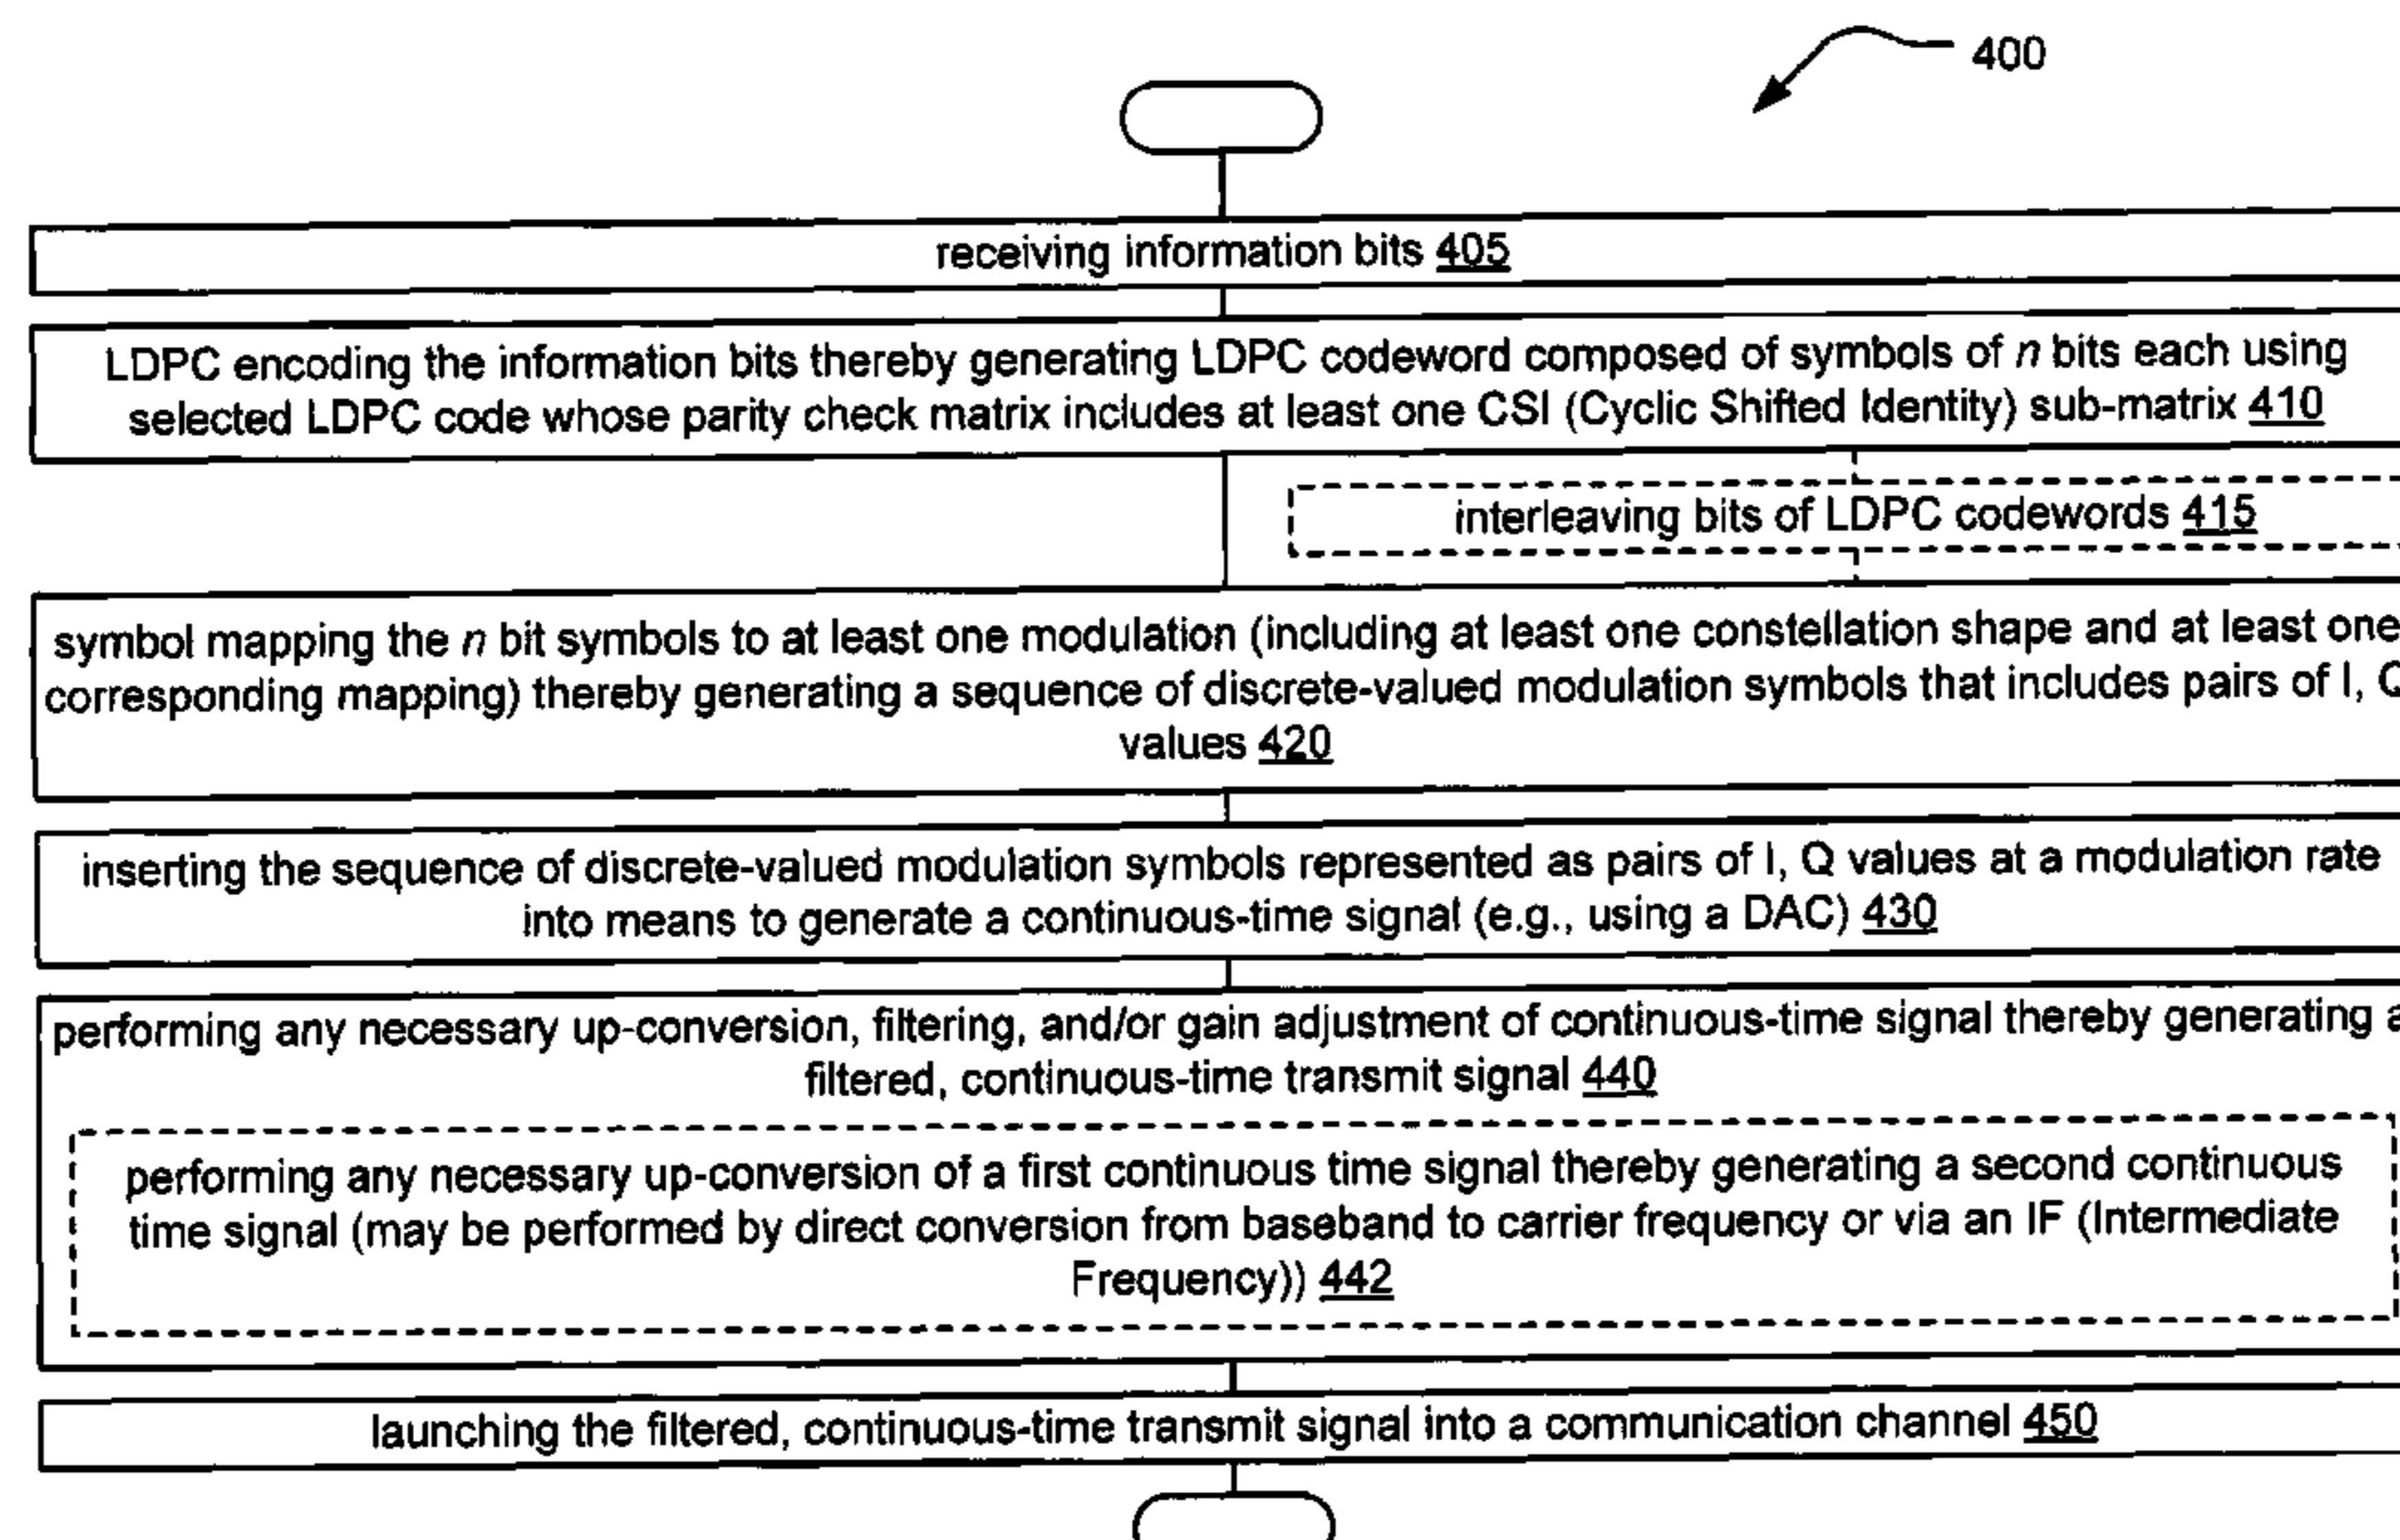 400
receiving information bits 405
LDPC encoding the information bits thereby generating LDPC codeword composed of symbols of n bits each using
selected LDPC code whose parity check matrix includes at least one CSI (Cyclic Shifted Identity) sub-matrix 410
interleaving bits of LDPC codewords 415
symbol mapping the n bit symbols to at least one modulation (including at least one constellation shape and at least one
corresponding mapping) thereby generating a sequence of discrete-valued modulation symbols that includes pairs of I, Q
values 420
inserting the sequence of discrete-valued modulation symbols represented as pairs of I, Q values at a modulation rate
into means to generate a continuous-time signal (e.g., using a DAC) 430
performing any necessary up-conversion, filtering, and/or gain adjustment of continuous-time signal thereby generating a
filtered, continuous-time transmit signal 440
performing any necessary up-conversion of a first continuous time signal thereby generating a second continuous
time signal (may be performed by direct conversion from baseband to carrier frequency or via an IF (Intermediate
Frequency)) 442
launching the filtered, continuous-time transmit signal into a communication channel 450